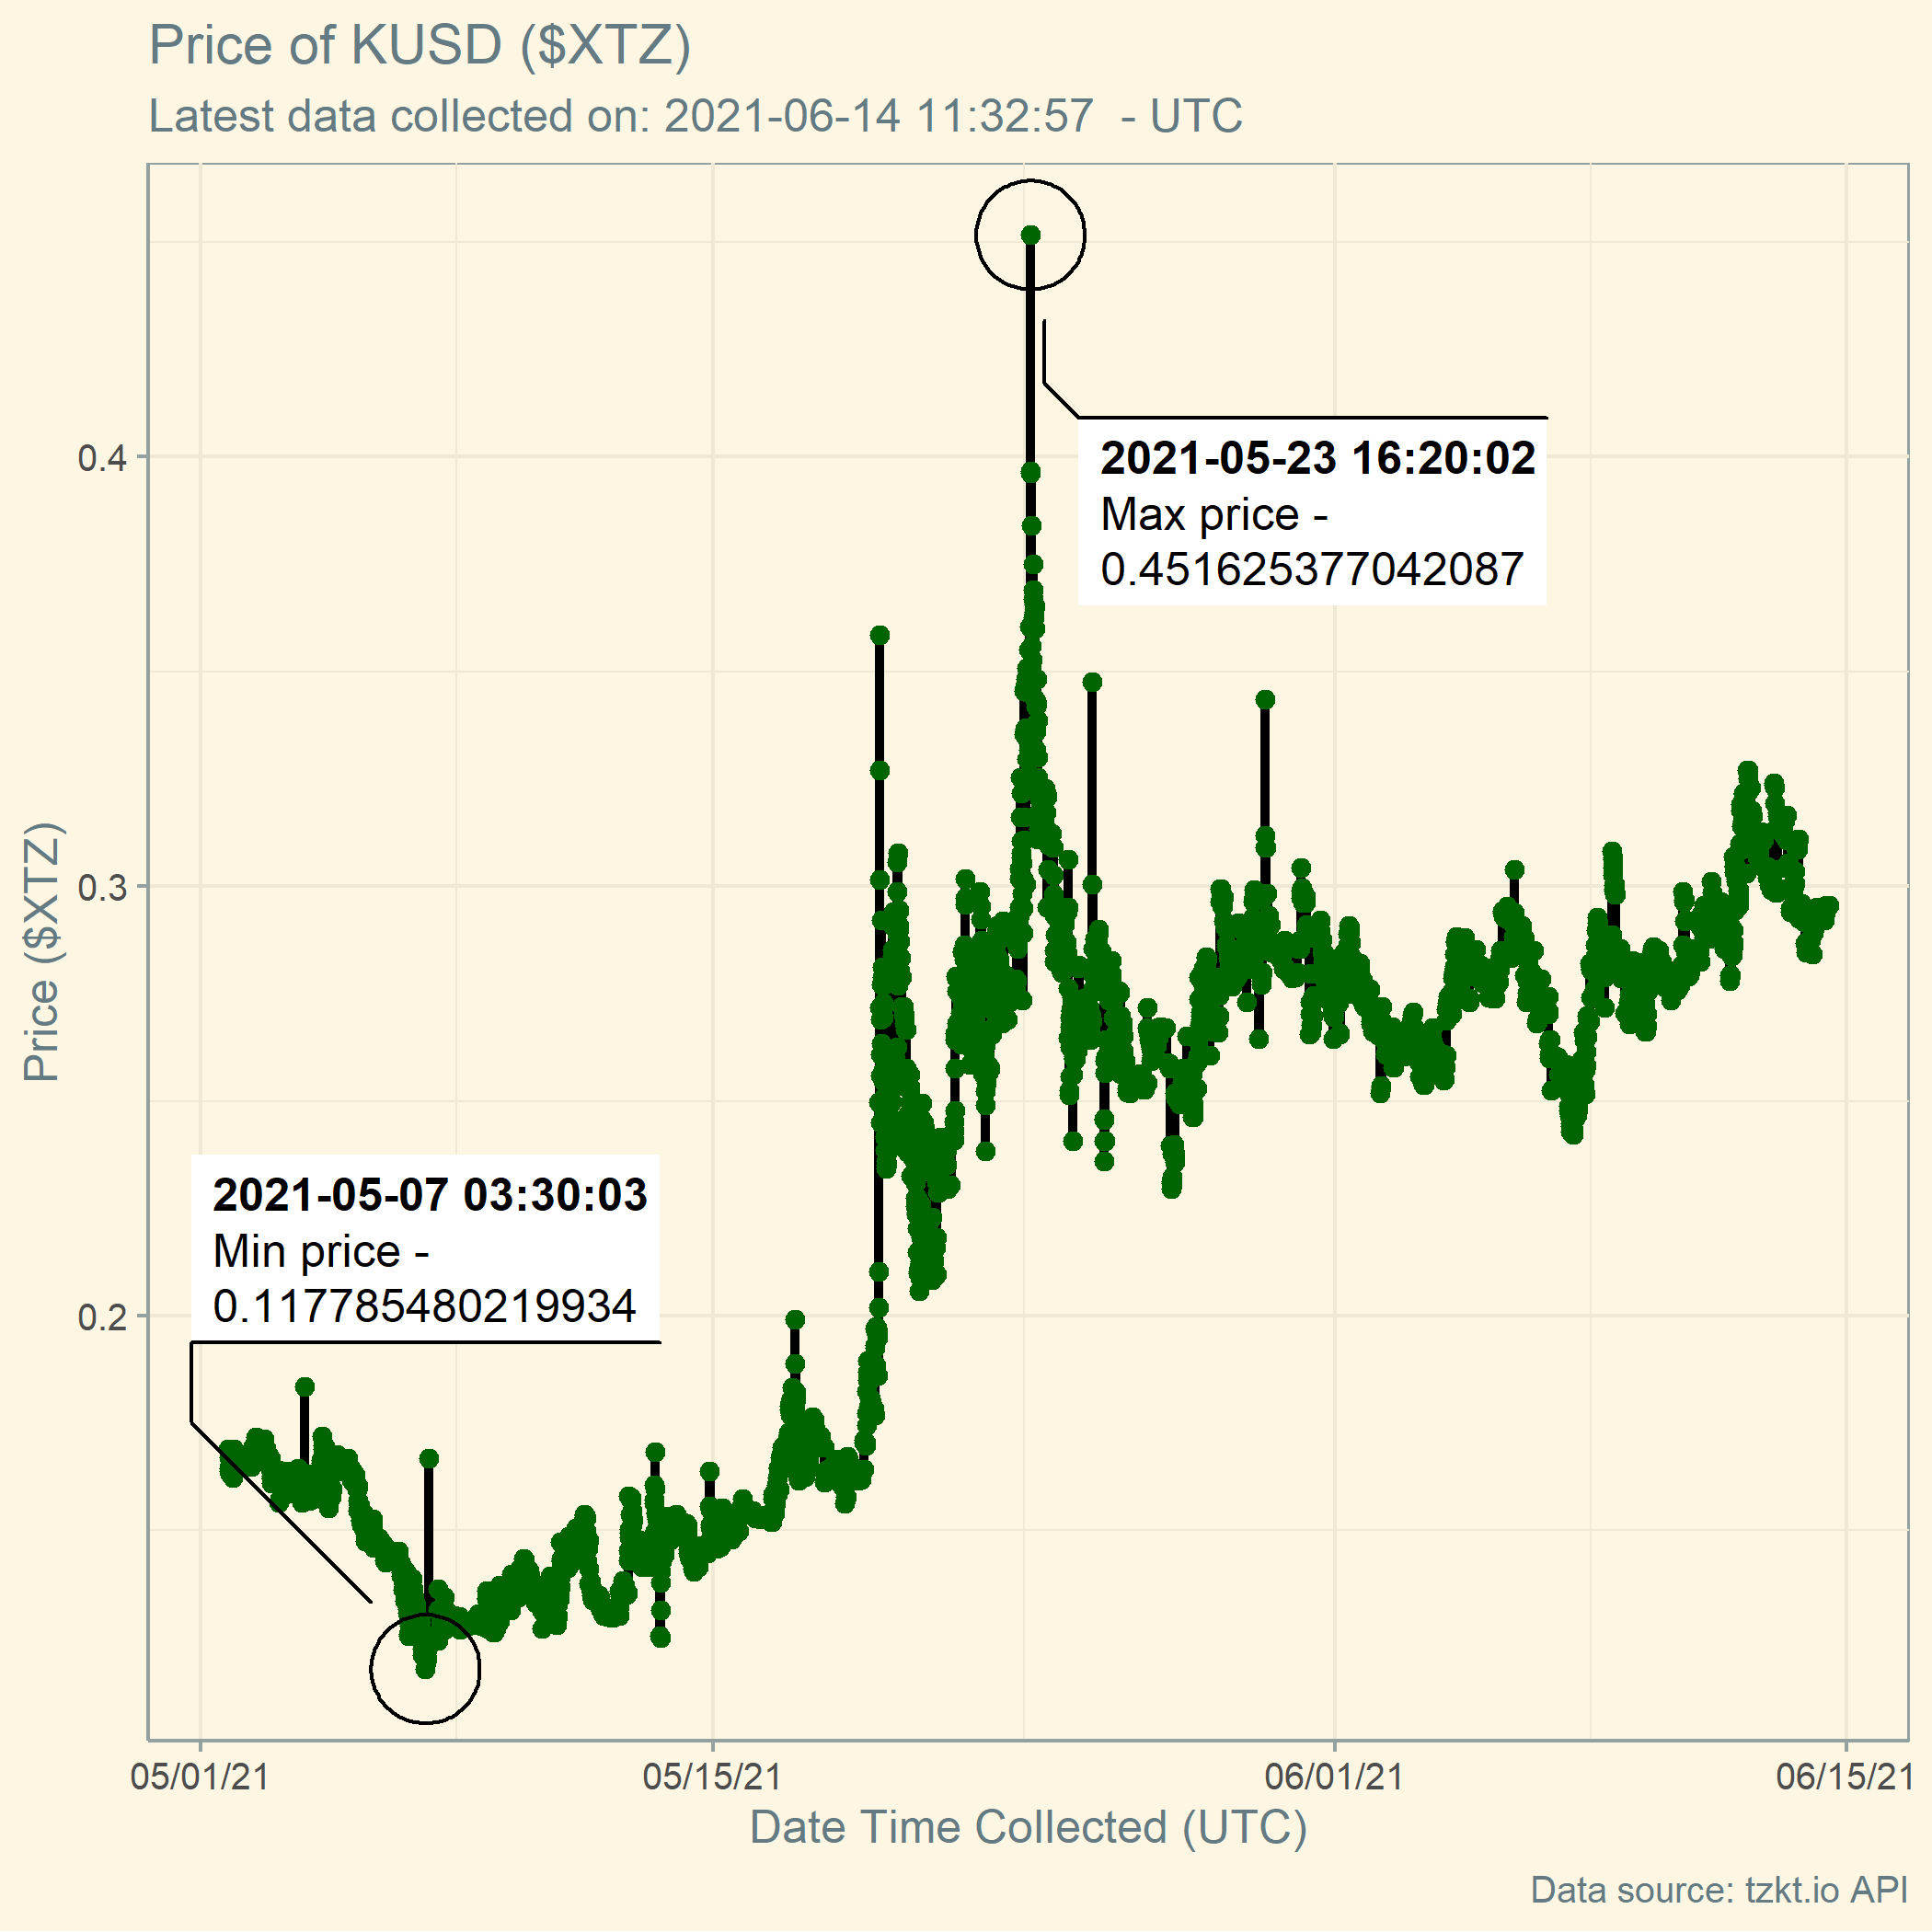 Price of KUSD ($XTZ)
Latest data collected on: 2021-06-14 11:32:57  - UTC
Price ($XTZ)
0.4
0.3
0.2
2021-05-23 16:20:02
Max price -
0.451625377042087
2021-05-07 03:30:03
Min price -
0.117785480219934
05/01/21
05/15/21
06/01/21
06/15/21
Date Time Collected (UTC)
Data source: tzkt.io API